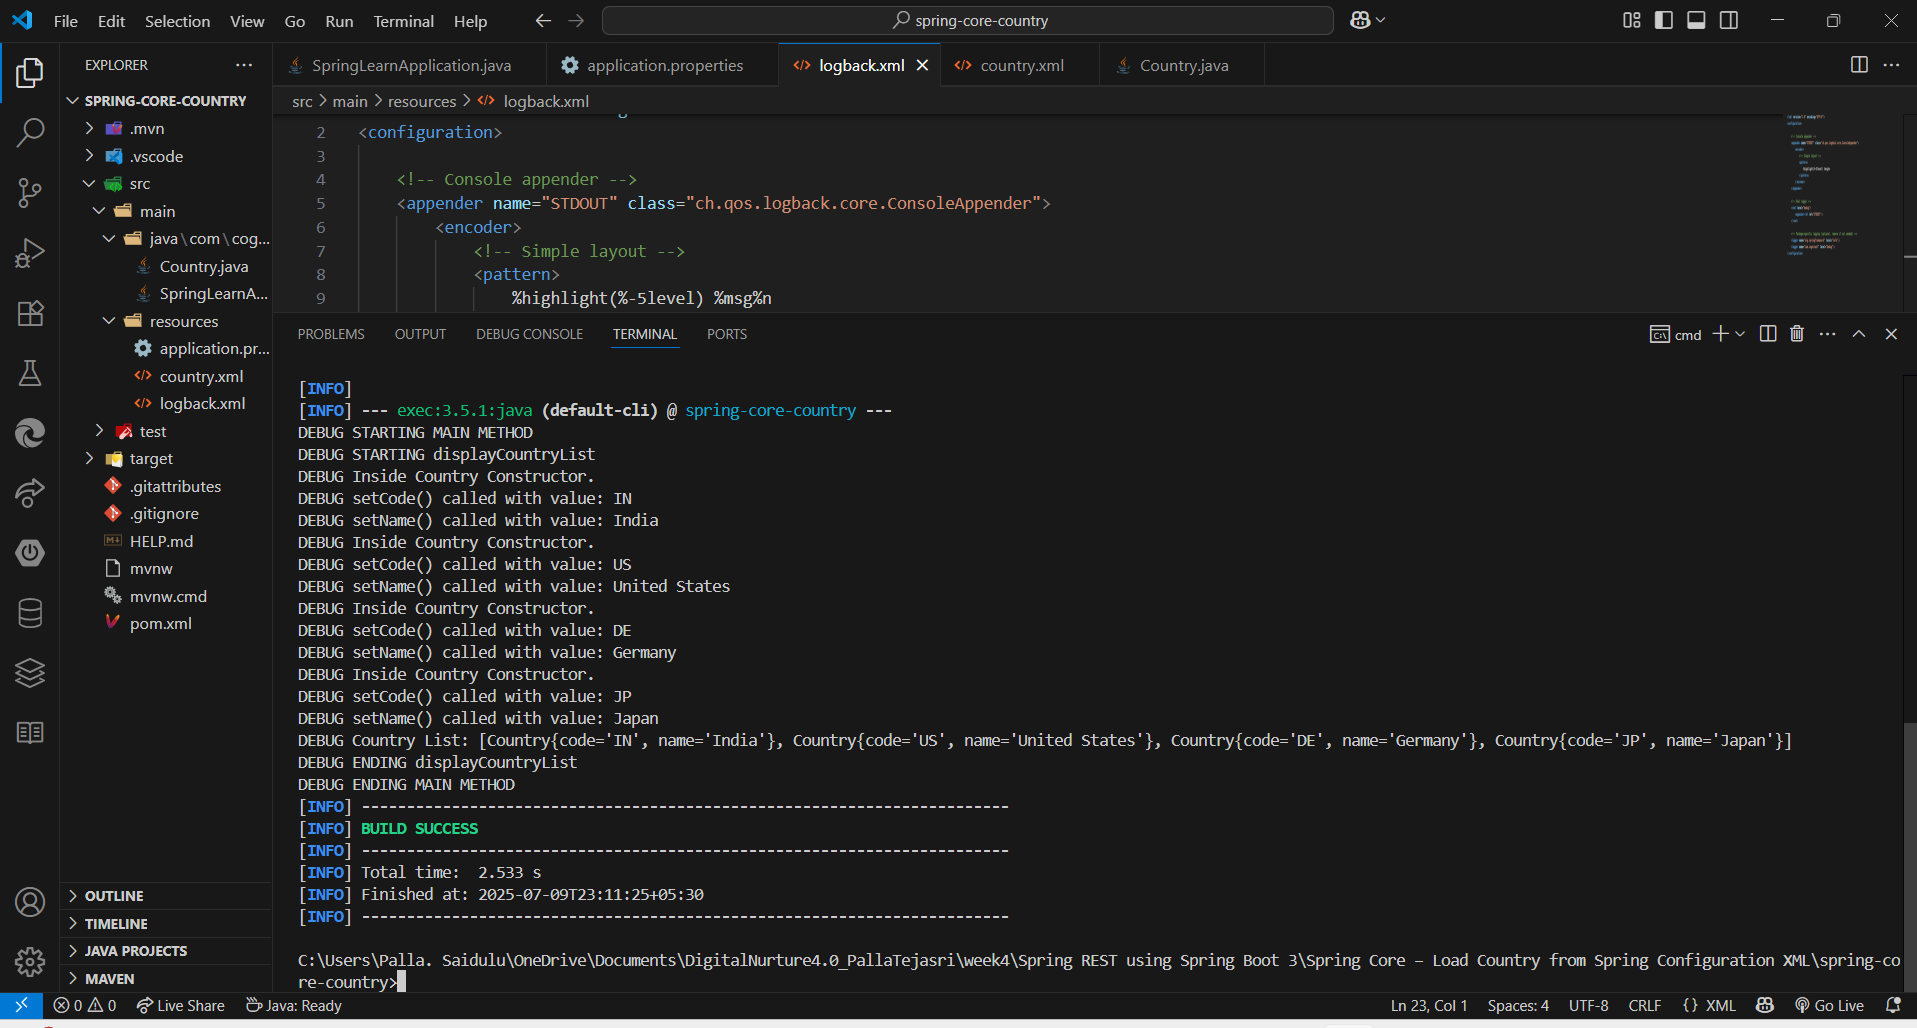 File Edit Selection View Go Run Terminal Help
spring-core-country
EXPLORER
SPRING-CORE-COUNTRY
.mvn
.vscode
src
main
java\com\cog...
Country.java
SpringLearnA...
resources
application.pr...
country.xml
logback.xml
test
target
.gitattributes
.gitignore
HELP.md
mvnw
mvnw.cmd
pom.xml
OUTLINE
TIMELINE
JAVA PROJECTS
MAVEN
SpringLearnApplication.java application.properties logback.xml country.xml Country.java
src > main > resources > logback.xml
2 <configuration>
3
4 <!-- Console appender -->
5 <appender name="STDOUT" class="ch.qos.logback.core.ConsoleAppender">
6 <encoder>
7 <!-- Simple layout -->
8 <pattern>
9 %highlight(%-5level) %msg%n
PROBLEMS OUTPUT DEBUG CONSOLE TERMINAL PORTS
cmd
[INFO]
[INFO] --- exec:3.5.1:java (default-cli) @ spring-core-country ---
DEBUG STARTING MAIN METHOD
DEBUG STARTING displayCountryList
DEBUG Inside Country Constructor.
DEBUG setCode() called with value: IN
DEBUG setName() called with value: India
DEBUG Inside Country Constructor.
DEBUG setCode() called with value: US
DEBUG setName() called with value: United States
DEBUG Inside Country Constructor.
DEBUG setCode() called with value: DE
DEBUG setName() called with value: Germany
DEBUG Inside Country Constructor.
DEBUG setCode() called with value: JP
DEBUG setName() called with value: Japan
DEBUG Country List: [Country{code='IN', name='India'}, Country{code='US', name='United States'}, Country{code='DE', name='Germany'}, Country{code='JP', name='Japan'}]
DEBUG ENDING displayCountryList
DEBUG ENDING MAIN METHOD
[INFO] ------------------------------------------------------------------------
[INFO] BUILD SUCCESS
[INFO] ------------------------------------------------------------------------
[INFO] Total time:  2.533 s
[INFO] Finished at: 2025-07-09T23:11:25+05:30
[INFO] ------------------------------------------------------------------------
C:\Users\Palla. Saidulu\OneDrive\Documents\DigitalNurture4.0_PallaTejasri\week4\Spring REST using Spring Boot 3\Spring Core – Load Country from Spring Configuration XML\spring-co
re-country>
0 0 Live Share Java: Ready Ln 23, Col 1 Spaces: 4 UTF-8 CRLF {} XML Go Live